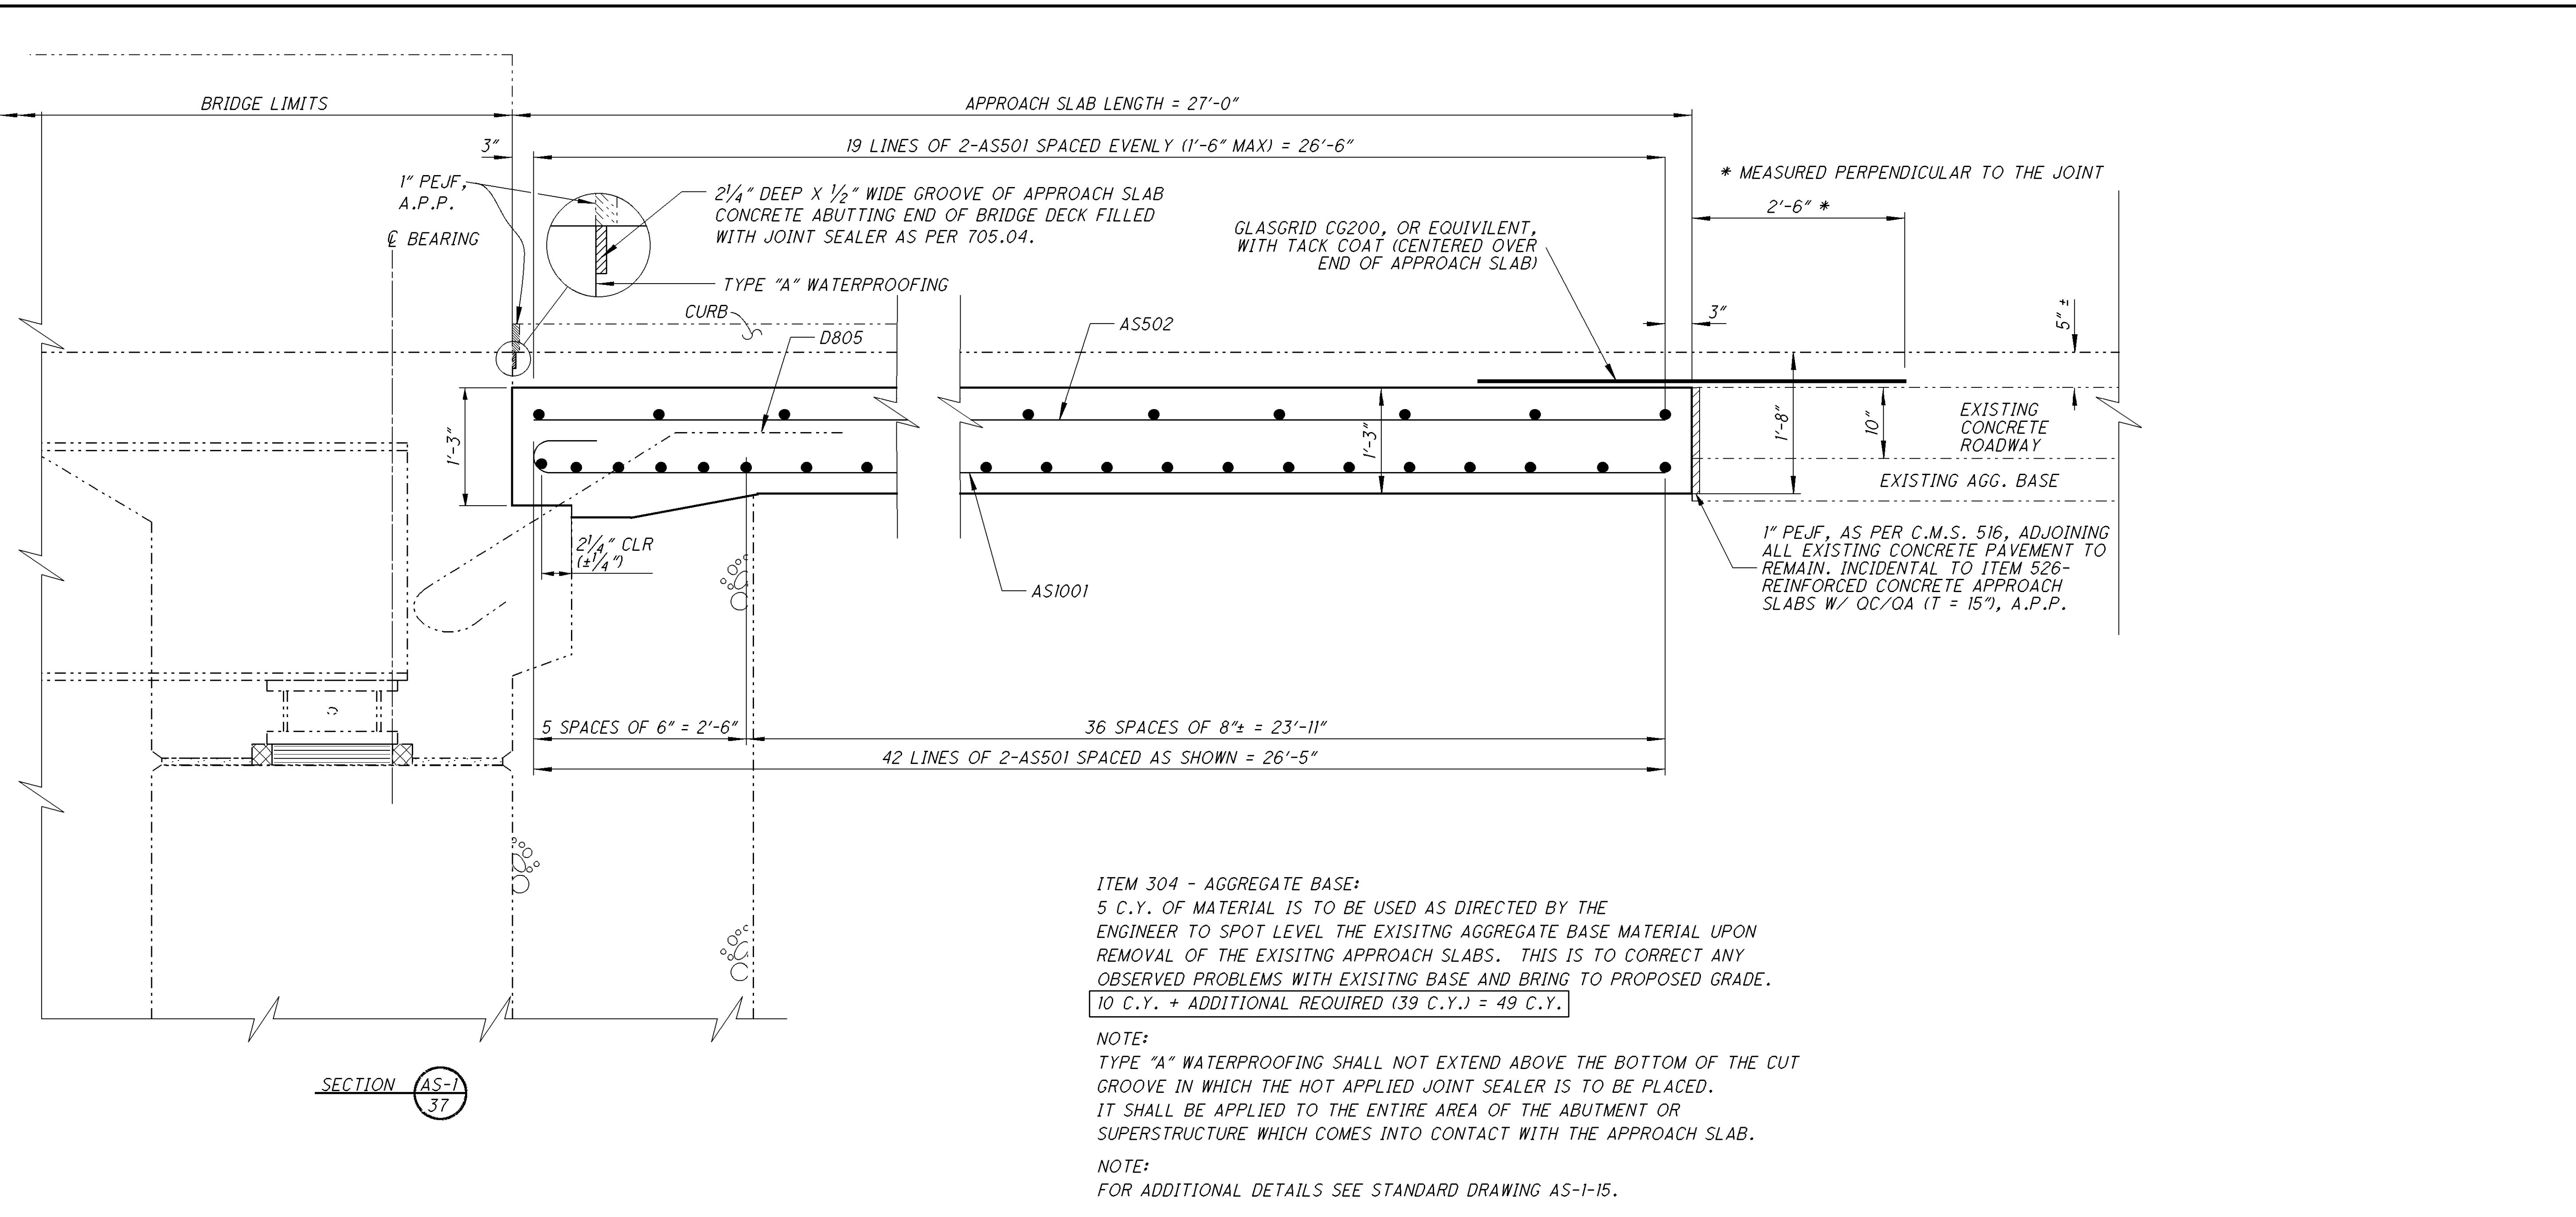 BRIDGE LIMITS
APPROACH SLAB LENGTH = 27'-0"
3"
19 LINES OF 2-AS501 SPACED EVENLY (1'-6" MAX) = 26'-6"
* MEASURED PERPENDICULAR TO THE JOINT
1" PEJF,
A.P.P.
2 1/4" DEEP X 1/2" WIDE GROOVE OF APPROACH SLAB
CONCRETE ABUTTING END OF BRIDGE DECK FILLED
WITH JOINT SEALER AS PER 705.04.
2'-6" *
℄ BEARING
GLASGRID CG200, OR EQUIVILENT,
WITH TACK COAT (CENTERED OVER
END OF APPROACH SLAB)
TYPE "A" WATERPROOFING
CURB
D805
AS502
3"
5" ±
1'-3"
1'-3"
1'-8"
10"
EXISTING
CONCRETE
ROADWAY
EXISTING AGG. BASE
2 1/4" CLR
(±1/4")
AS1001
1" PEJF, AS PER C.M.S. 516, ADJOINING
ALL EXISTING CONCRETE PAVEMENT TO
REMAIN. INCIDENTAL TO ITEM 526-
REINFORCED CONCRETE APPROACH
SLABS W/ QC/QA (T = 15"), A.P.P.
5 SPACES OF 6" = 2'-6"
36 SPACES OF 8"± = 23'-11"
42 LINES OF 2-AS501 SPACED AS SHOWN = 26'-5"
ITEM 304 - AGGREGATE BASE:
5 C.Y. OF MATERIAL IS TO BE USED AS DIRECTED BY THE
ENGINEER TO SPOT LEVEL THE EXISITNG AGGREGATE BASE MATERIAL UPON
REMOVAL OF THE EXISITNG APPROACH SLABS. THIS IS TO CORRECT ANY
OBSERVED PROBLEMS WITH EXISITNG BASE AND BRING TO PROPOSED GRADE.
10 C.Y. + ADDITIONAL REQUIRED (39 C.Y.) = 49 C.Y.
NOTE:
TYPE "A" WATERPROOFING SHALL NOT EXTEND ABOVE THE BOTTOM OF THE CUT
GROOVE IN WHICH THE HOT APPLIED JOINT SEALER IS TO BE PLACED.
IT SHALL BE APPLIED TO THE ENTIRE AREA OF THE ABUTMENT OR
SUPERSTRUCTURE WHICH COMES INTO CONTACT WITH THE APPROACH SLAB.
NOTE:
FOR ADDITIONAL DETAILS SEE STANDARD DRAWING AS-1-15.
SECTION AS-1
37